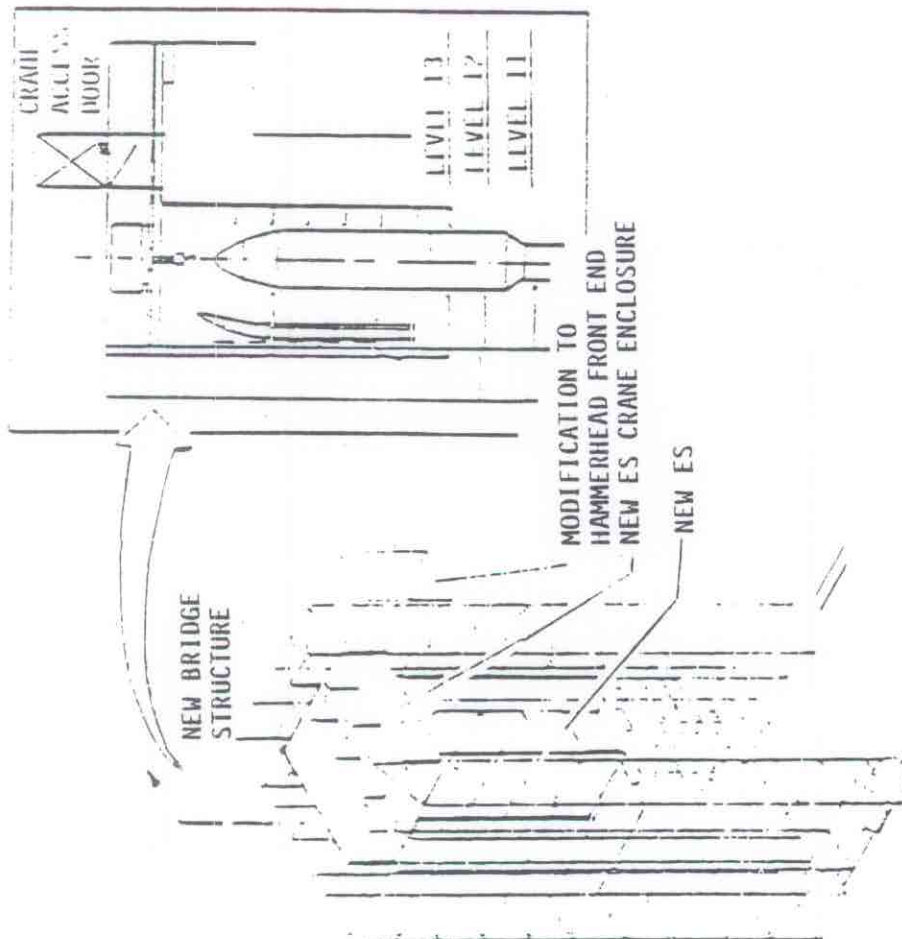 CRANE
ACCESS
DOOR
LEVEL 13
LEVEL 12
LEVEL 11
NEW BRIDGE
STRUCTURE
MODIFICATION TO
HAMMERHEAD FRONT END
NEW ES CRANE ENCLOSURE
NEW ES